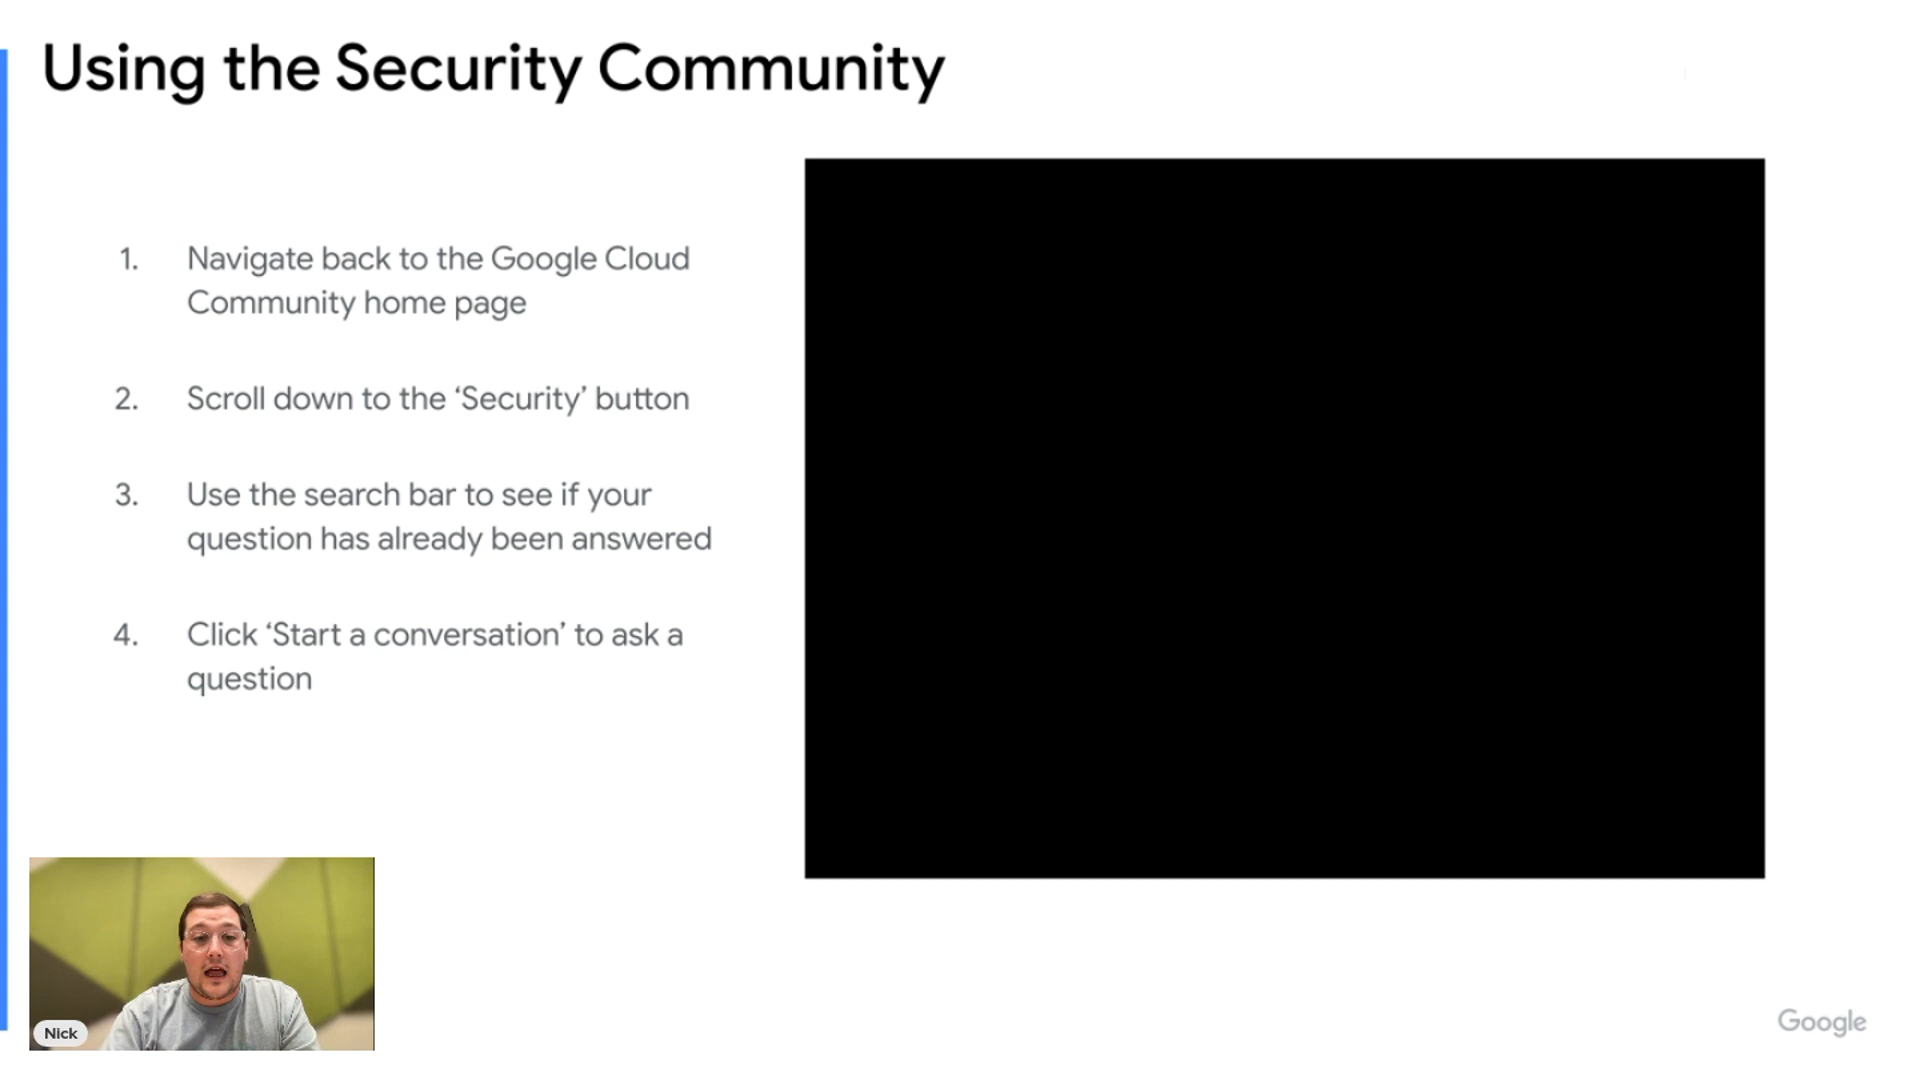 Using the Security Community
1. Navigate back to the Google Cloud
Community home page
2. Scroll down to the ‘Security’ button
3. Use the search bar to see if your
question has already been answered
4. Click ‘Start a conversation’ to ask a
question
Nick
Google